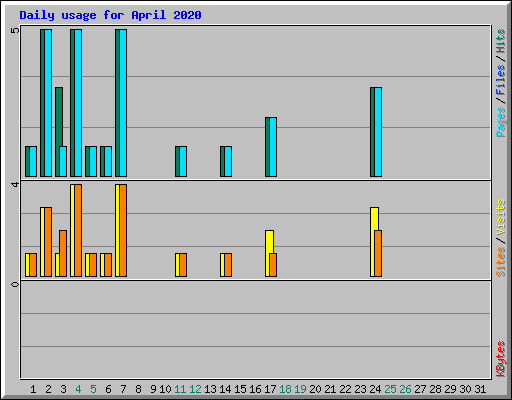 Daily usage for April 2020
5
Pages/Files/Hits
4
Sites/Visits
0
KBytes
1 2 3 4 5 6 7 8 9 10 11 12 13 14 15 16 17 18 19 20 21 22 23 24 25 26 27 28 29 30 31